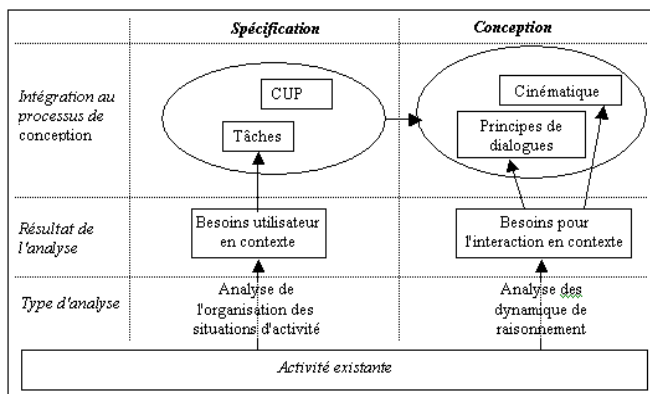 Spécification
Conception
Intégration au
processus de
conception
CUP
Tâches
Cinématique
Principes de
dialogues
Résultat de
l'analyse
Besoins utilisateur
en contexte
Besoins pour
l'interaction en contexte
Type d'analyse
Analyse de
l'organisation des
situations d'activité
Analyse des
dynamique de
raisonnement
Activité existante